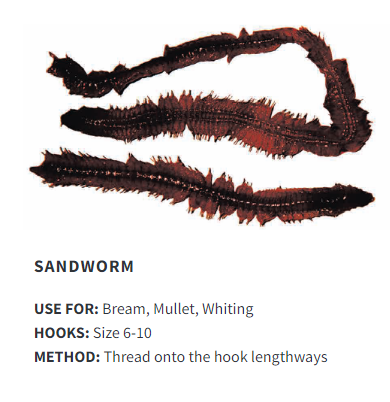 SANDWORM
USE FOR: Bream, Mullet, Whiting
HOOKS: Size 6-10
METHOD: Thread onto the hook lengthways